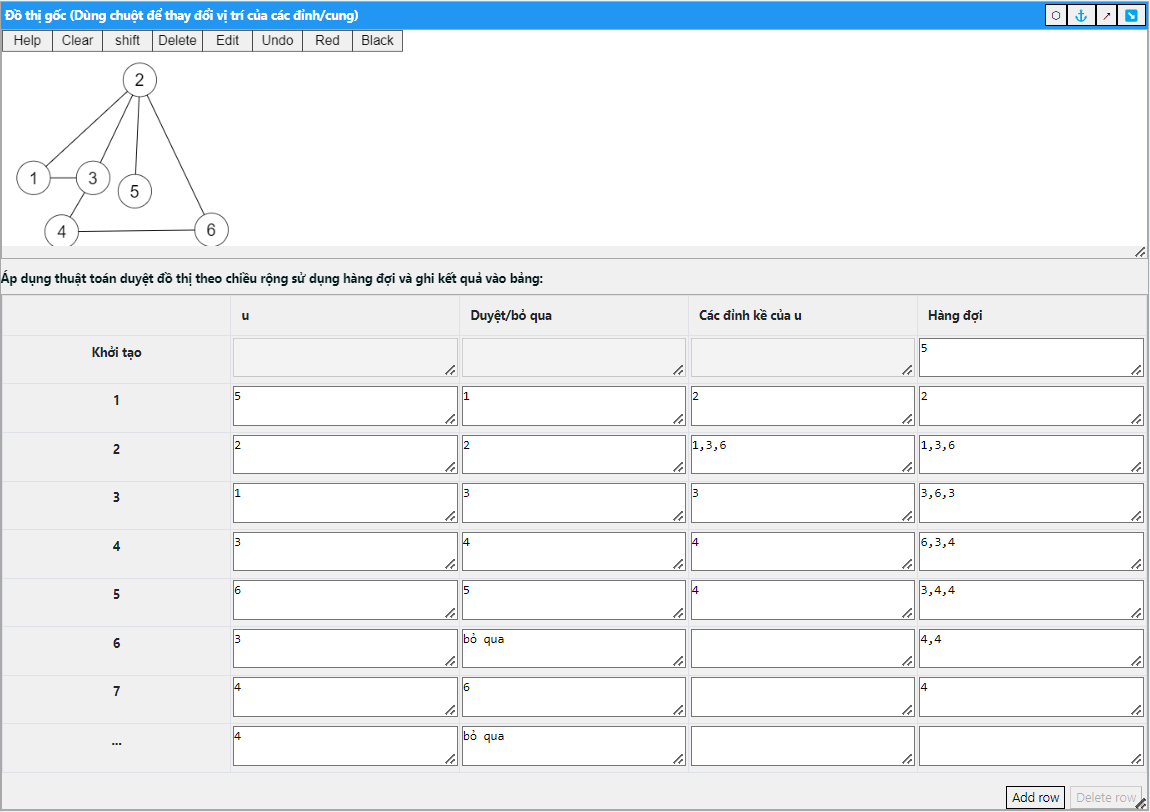 Đồ thị gốc (Dùng chuột để thay đổi vị trí của các đỉnh/cung)
Help Clear shift Delete Edit Undo Red Black
2
1 3 5
4 6
Áp dụng thuật toán duyệt đồ thị theo chiều rộng sử dụng hàng đợi và ghi kết quả vào bảng:
u Duyệt/bỏ qua Các đỉnh kề của u Hàng đợi
Khởi tạo 5
1 5 1 2 2
2 2 2 1,3,6 1,3,6
3 1 3 3 3,6,3
4 3 4 4 6,3,4
5 6 5 4 3,4,4
6 3 bỏ qua 4,4
7 4 6 4
... 4 bỏ qua
Add row Delete row